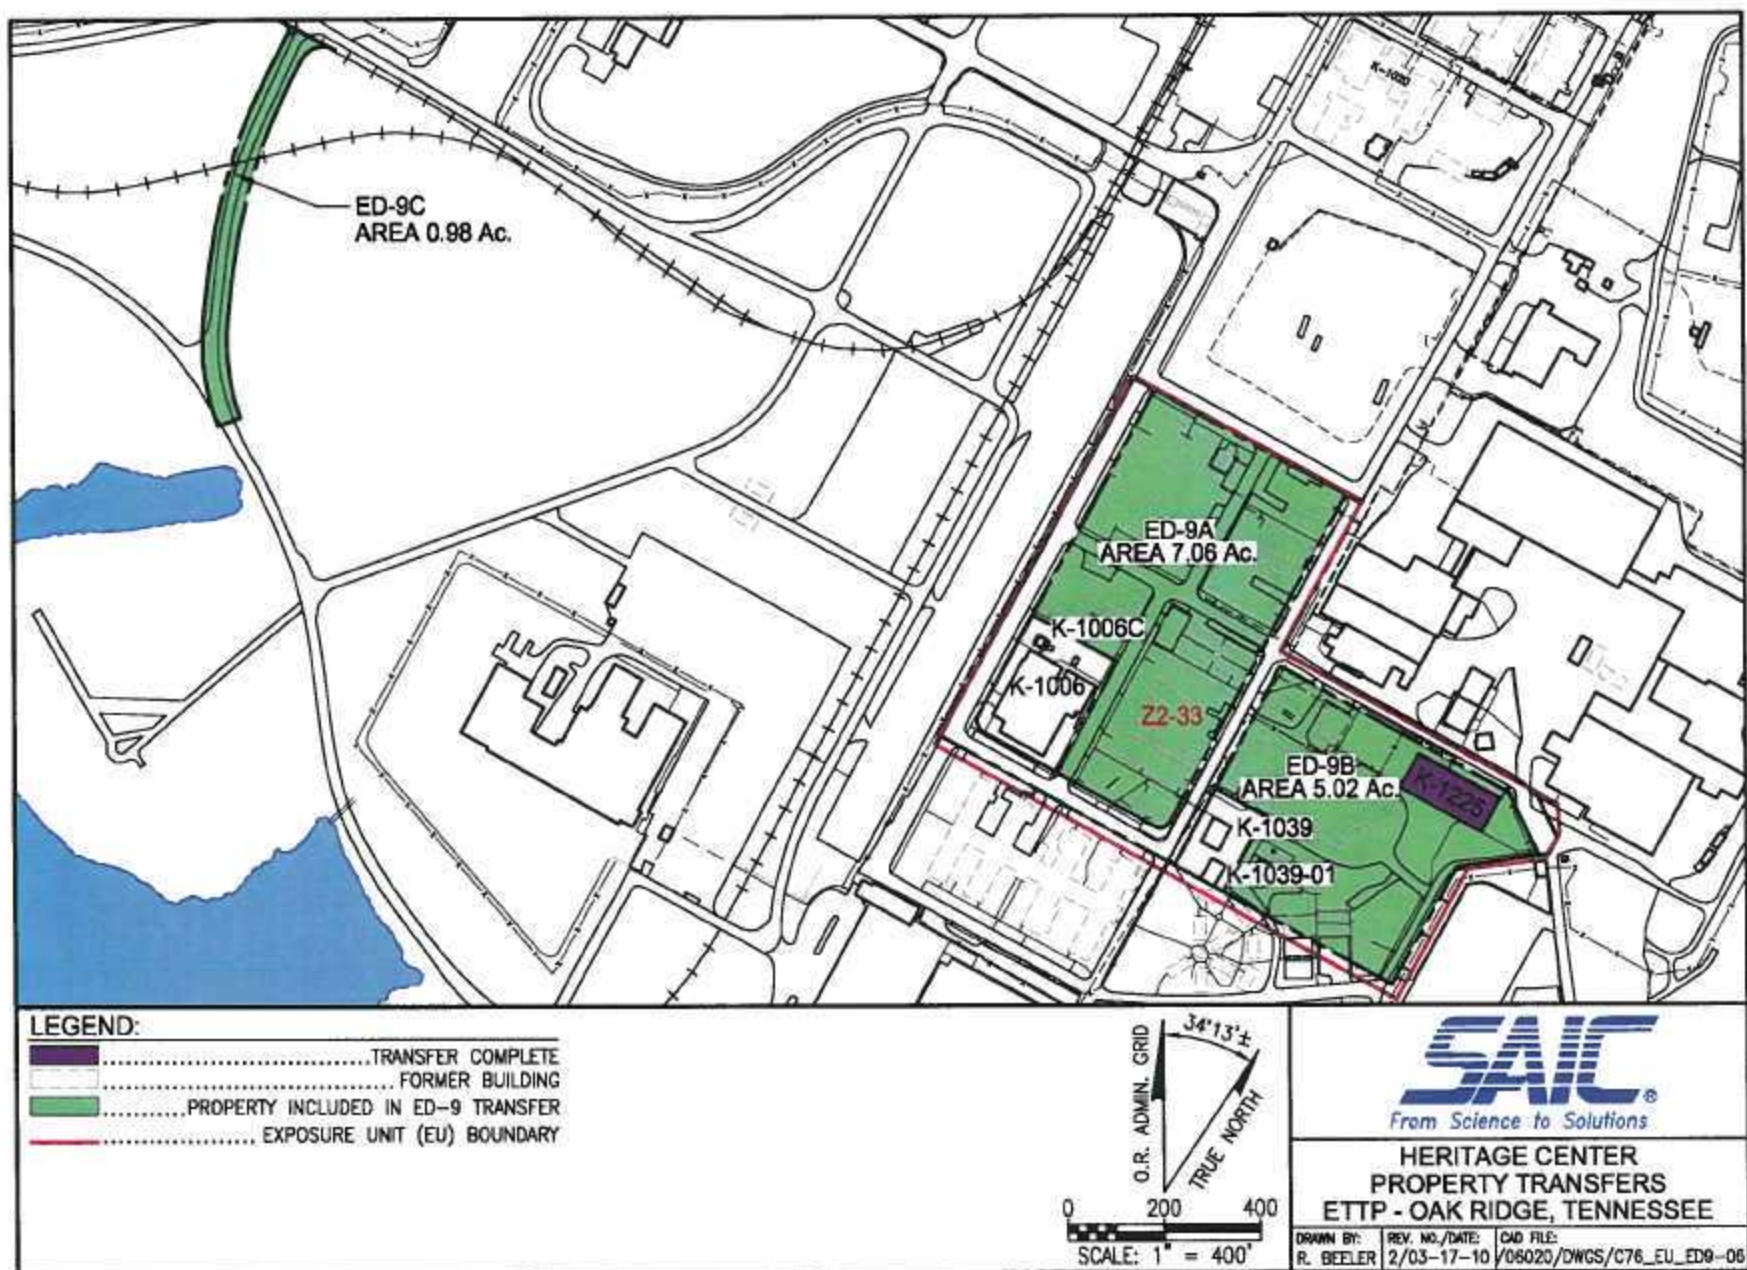 K-1020
ED-9C
AREA 0.98 Ac.
ED-9A
AREA 7.06 Ac.
K-1006C
K-1006
Z2-33
ED-9B
AREA 5.02 Ac.
K-1225
K-1039
K-1039-01
LEGEND:
TRANSFER COMPLETE
FORMER BUILDING
PROPERTY INCLUDED IN ED-9 TRANSFER
EXPOSURE UNIT (EU) BOUNDARY
34°13'±
O.R. ADMIN. GRID
TRUE NORTH
0 200 400
SCALE: 1" = 400'
SAIC®
From Science to Solutions
HERITAGE CENTER
PROPERTY TRANSFERS
ETTP - OAK RIDGE, TENNESSEE
DRAWN BY: REV. NO./DATE: CAD FILE:
R. BEELER 2/03-17-10 /06020/DWGS/C76_EU_ED9-06